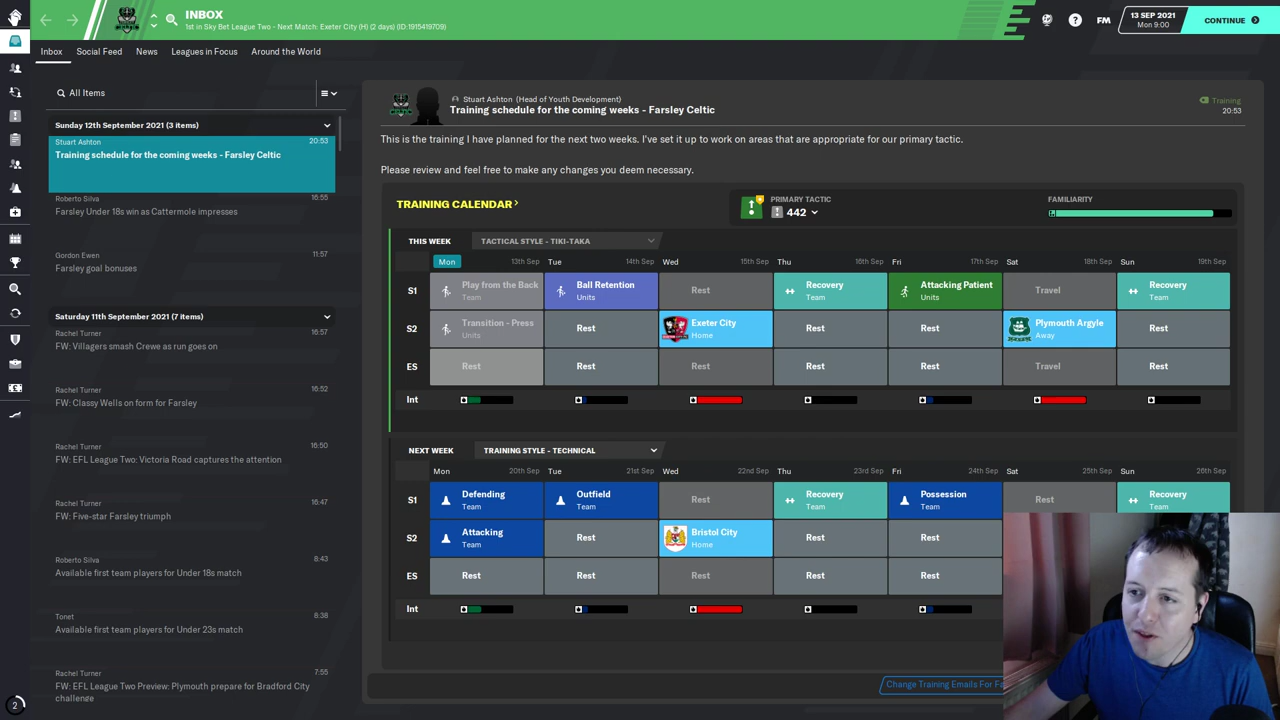 INBOX
1st in Sky Bet League Two - Next Match: Exeter City (H) (2 days) (ID:1915419709)
FM
13 SEP 2021
Mon 9:00
CONTINUE
Inbox
Social Feed
News
Leagues in Focus
Around the World
All Items
Sunday 12th September 2021 (3 items)
Stuart Ashton
20:53
Training schedule for the coming weeks - Farsley Celtic
Roberto Silva
16:55
Farsley Under 18s win as Cattermole impresses
Gordon Ewen
11:57
Farsley goal bonuses
Saturday 11th September 2021 (7 items)
Rachel Turner
16:57
FW: Villagers smash Crewe as run goes on
Rachel Turner
16:52
FW: Classy Wells on form for Farsley
Rachel Turner
16:50
FW: EFL League Two: Victoria Road captures the attention
Rachel Turner
16:47
FW: Five-star Farsley triumph
Roberto Silva
8:43
Available first team players for Under 18s match
Tonet
8:38
Available first team players for Under 23s match
Rachel Turner
7:55
FW: EFL League Two Preview: Plymouth prepare for Bradford City
challenge
2
Stuart Ashton (Head of Youth Development)
Training schedule for the coming weeks - Farsley Celtic
Training
20:53
This is the training I have planned for the next two weeks. I've set it up to work on areas that are appropriate for our primary tactic.
Please review and feel free to make any changes you deem necessary.
TRAINING CALENDAR
PRIMARY TACTIC
442
FAMILIARITY
THIS WEEK
TACTICAL STYLE - TIKI-TAKA
Mon 13th Sep Tue 14th Sep Wed 15th Sep Thu 16th Sep Fri 17th Sep Sat 18th Sep Sun 19th Sep
S1
Play from the Back
Team
Ball Retention
Units
Rest
Recovery
Team
Attacking Patient
Units
Travel
Recovery
Team
S2
Transition - Press
Units
Rest
Exeter City
Home
Rest
Rest
Plymouth Argyle
Away
Rest
ES
Rest
Rest
Rest
Rest
Rest
Travel
Rest
Int
NEXT WEEK
TRAINING STYLE - TECHNICAL
Mon 20th Sep Tue 21st Sep Wed 22nd Sep Thu 23rd Sep Fri 24th Sep Sat 25th Sep Sun 26th Sep
S1
Defending
Team
Outfield
Team
Rest
Recovery
Team
Possession
Team
Rest
Recovery
Team
S2
Attacking
Team
Rest
Bristol City
Home
Rest
Rest
ES
Rest
Rest
Rest
Rest
Rest
Int
Change Training Emails For